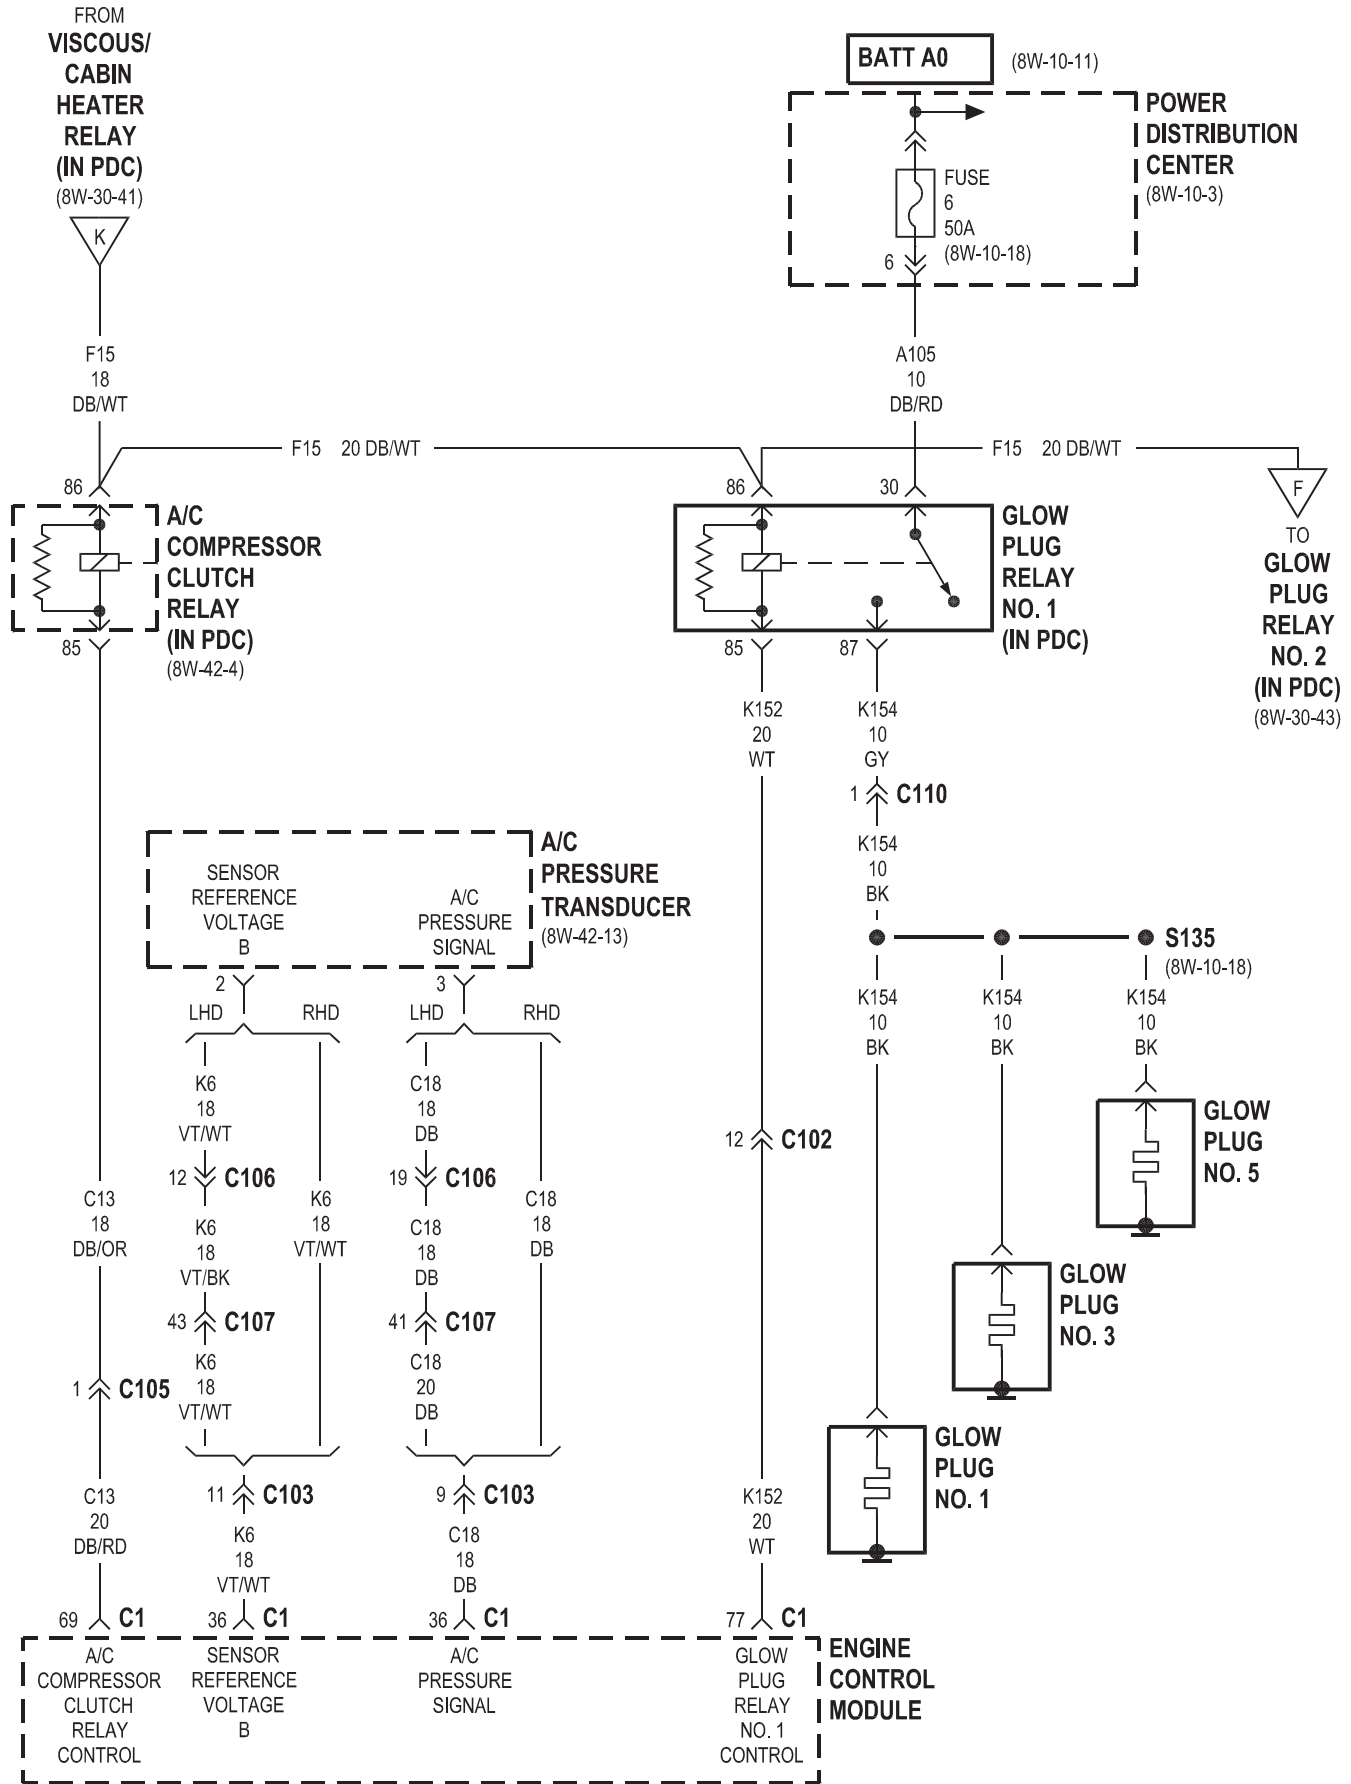 FROM
VISCOUS/
CABIN
HEATER
RELAY
(IN PDC)
(8W-30-41)
K
F15
18
DB/WT
BATT A0
(8W-10-11)
POWER
DISTRIBUTION
CENTER
(8W-10-3)
FUSE
6
50A
(8W-10-18)
6
A105
10
DB/RD
F15 20 DB/WT
F15 20 DB/WT
F
TO
GLOW
PLUG
RELAY
NO. 2
(IN PDC)
(8W-30-43)
86
A/C
COMPRESSOR
CLUTCH
RELAY
(IN PDC)
(8W-42-4)
85
86
30
GLOW
PLUG
RELAY
NO. 1
(IN PDC)
85
87
K152
20
WT
K154
10
GY
1 C110
K154
10
BK
S135
(8W-10-18)
K154
10
BK
K154
10
BK
K154
10
BK
A/C
PRESSURE
TRANSDUCER
(8W-42-13)
SENSOR
REFERENCE
VOLTAGE
B
A/C
PRESSURE
SIGNAL
2
3
LHD
RHD
LHD
RHD
K6
18
VT/WT
C18
18
DB
12 C106
19 C106
12 C102
C13
18
DB/OR
K6
18
VT/BK
K6
18
VT/WT
C18
18
DB
C18
18
DB
43 C107
41 C107
K6
18
VT/WT
C18
20
DB
1 C105
GLOW
PLUG
NO. 5
GLOW
PLUG
NO. 3
GLOW
PLUG
NO. 1
11 C103
9 C103
C13
20
DB/RD
K6
18
VT/WT
C18
18
DB
K152
20
WT
69 C1
36 C1
36 C1
77 C1
A/C
COMPRESSOR
CLUTCH
RELAY
CONTROL
SENSOR
REFERENCE
VOLTAGE
B
A/C
PRESSURE
SIGNAL
GLOW
PLUG
RELAY
NO. 1
CONTROL
ENGINE
CONTROL
MODULE